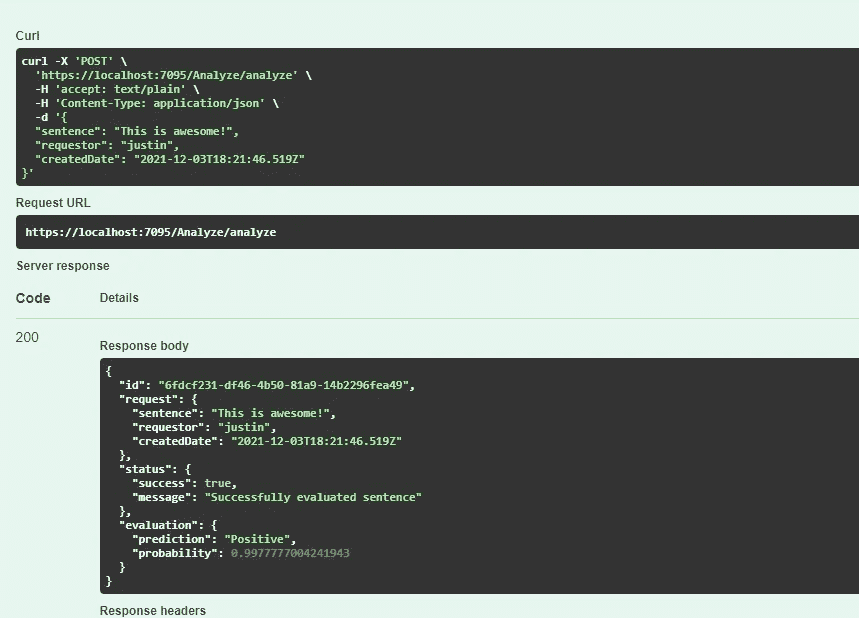 Curl
curl -X 'POST' \
  'https://localhost:7095/Analyze/analyze' \
  -H 'accept: text/plain' \
  -H 'Content-Type: application/json' \
  -d '{
  "sentence": "This is awesome!",
  "requestor": "justin",
  "createdDate": "2021-12-03T18:21:46.519Z"
}'
Request URL
https://localhost:7095/Analyze/analyze
Server response
Code Details
200
Response body
{
  "id": "6fdcf231-df46-4b50-81a9-14b2296fea49",
  "request": {
    "sentence": "This is awesome!",
    "requestor": "justin",
    "createdDate": "2021-12-03T18:21:46.519Z"
  },
  "status": {
    "success": true,
    "message": "Successfully evaluated sentence"
  },
  "evaluation": {
    "prediction": "Positive",
    "probability": 0.9977777004241943
  }
}
Response headers